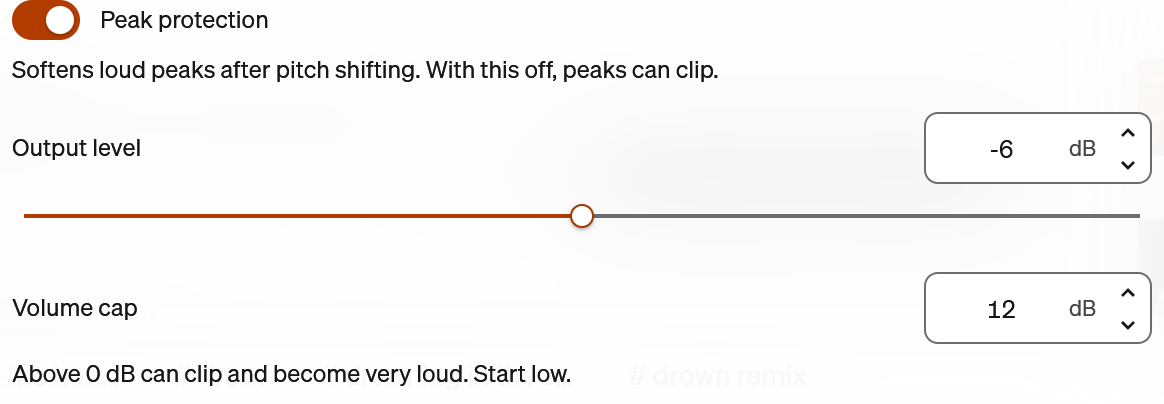 Peak protection
Softens loud peaks after pitch shifting. With this off, peaks can clip.
Output level
-6 dB
Volume cap
12 dB
Above 0 dB can clip and become very loud. Start low.
# drown remix